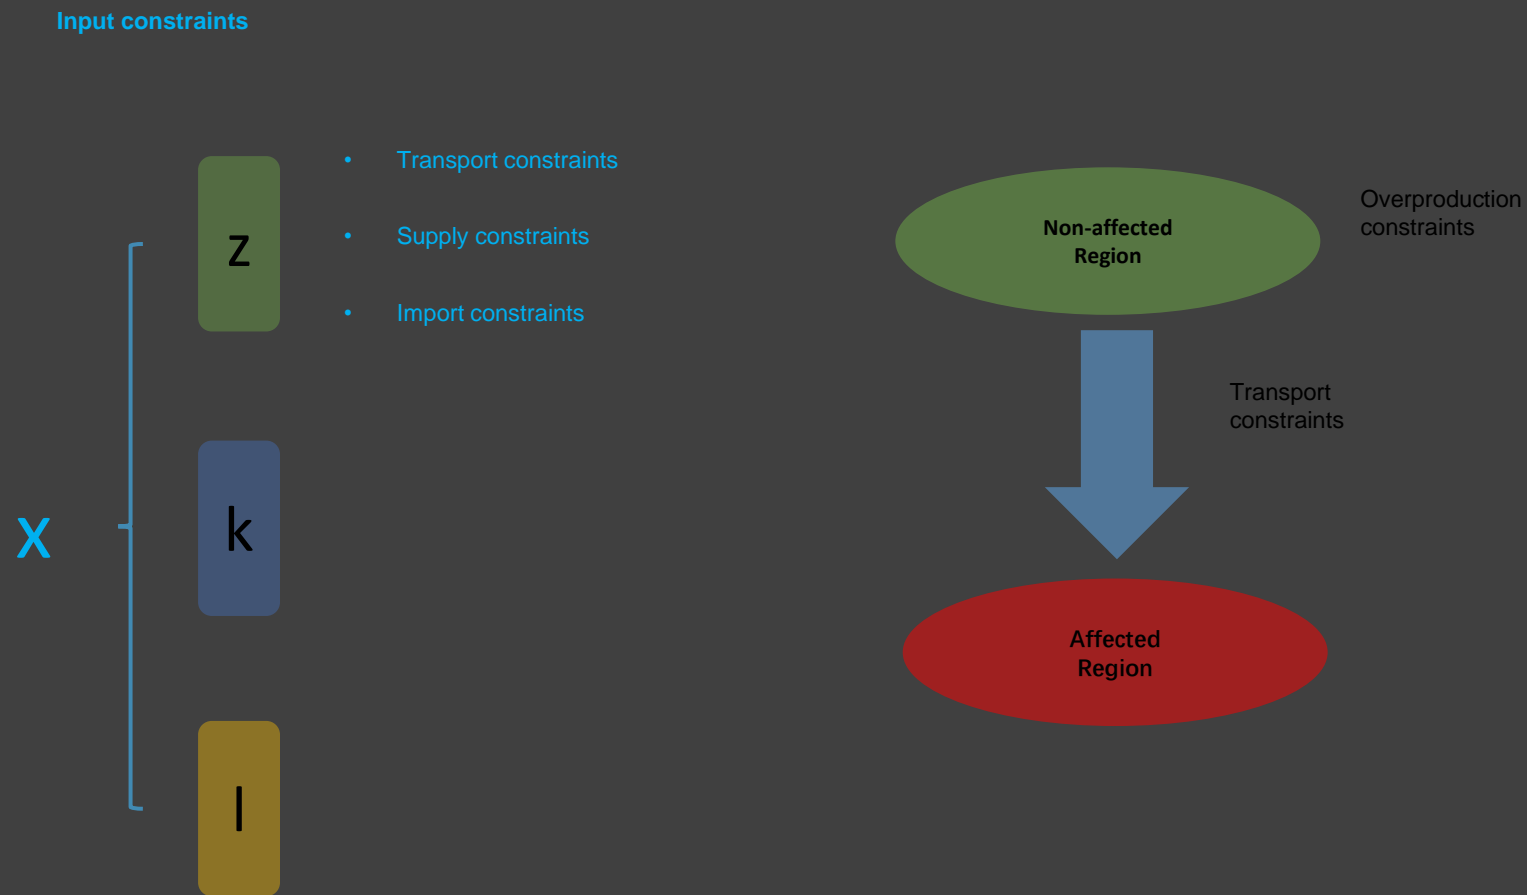 Input constraints
z
• Transport constraints
• Supply constraints
• Import constraints
x
k
l
Non-affected
Region
Overproduction
constraints
Transport
constraints
Affected
Region